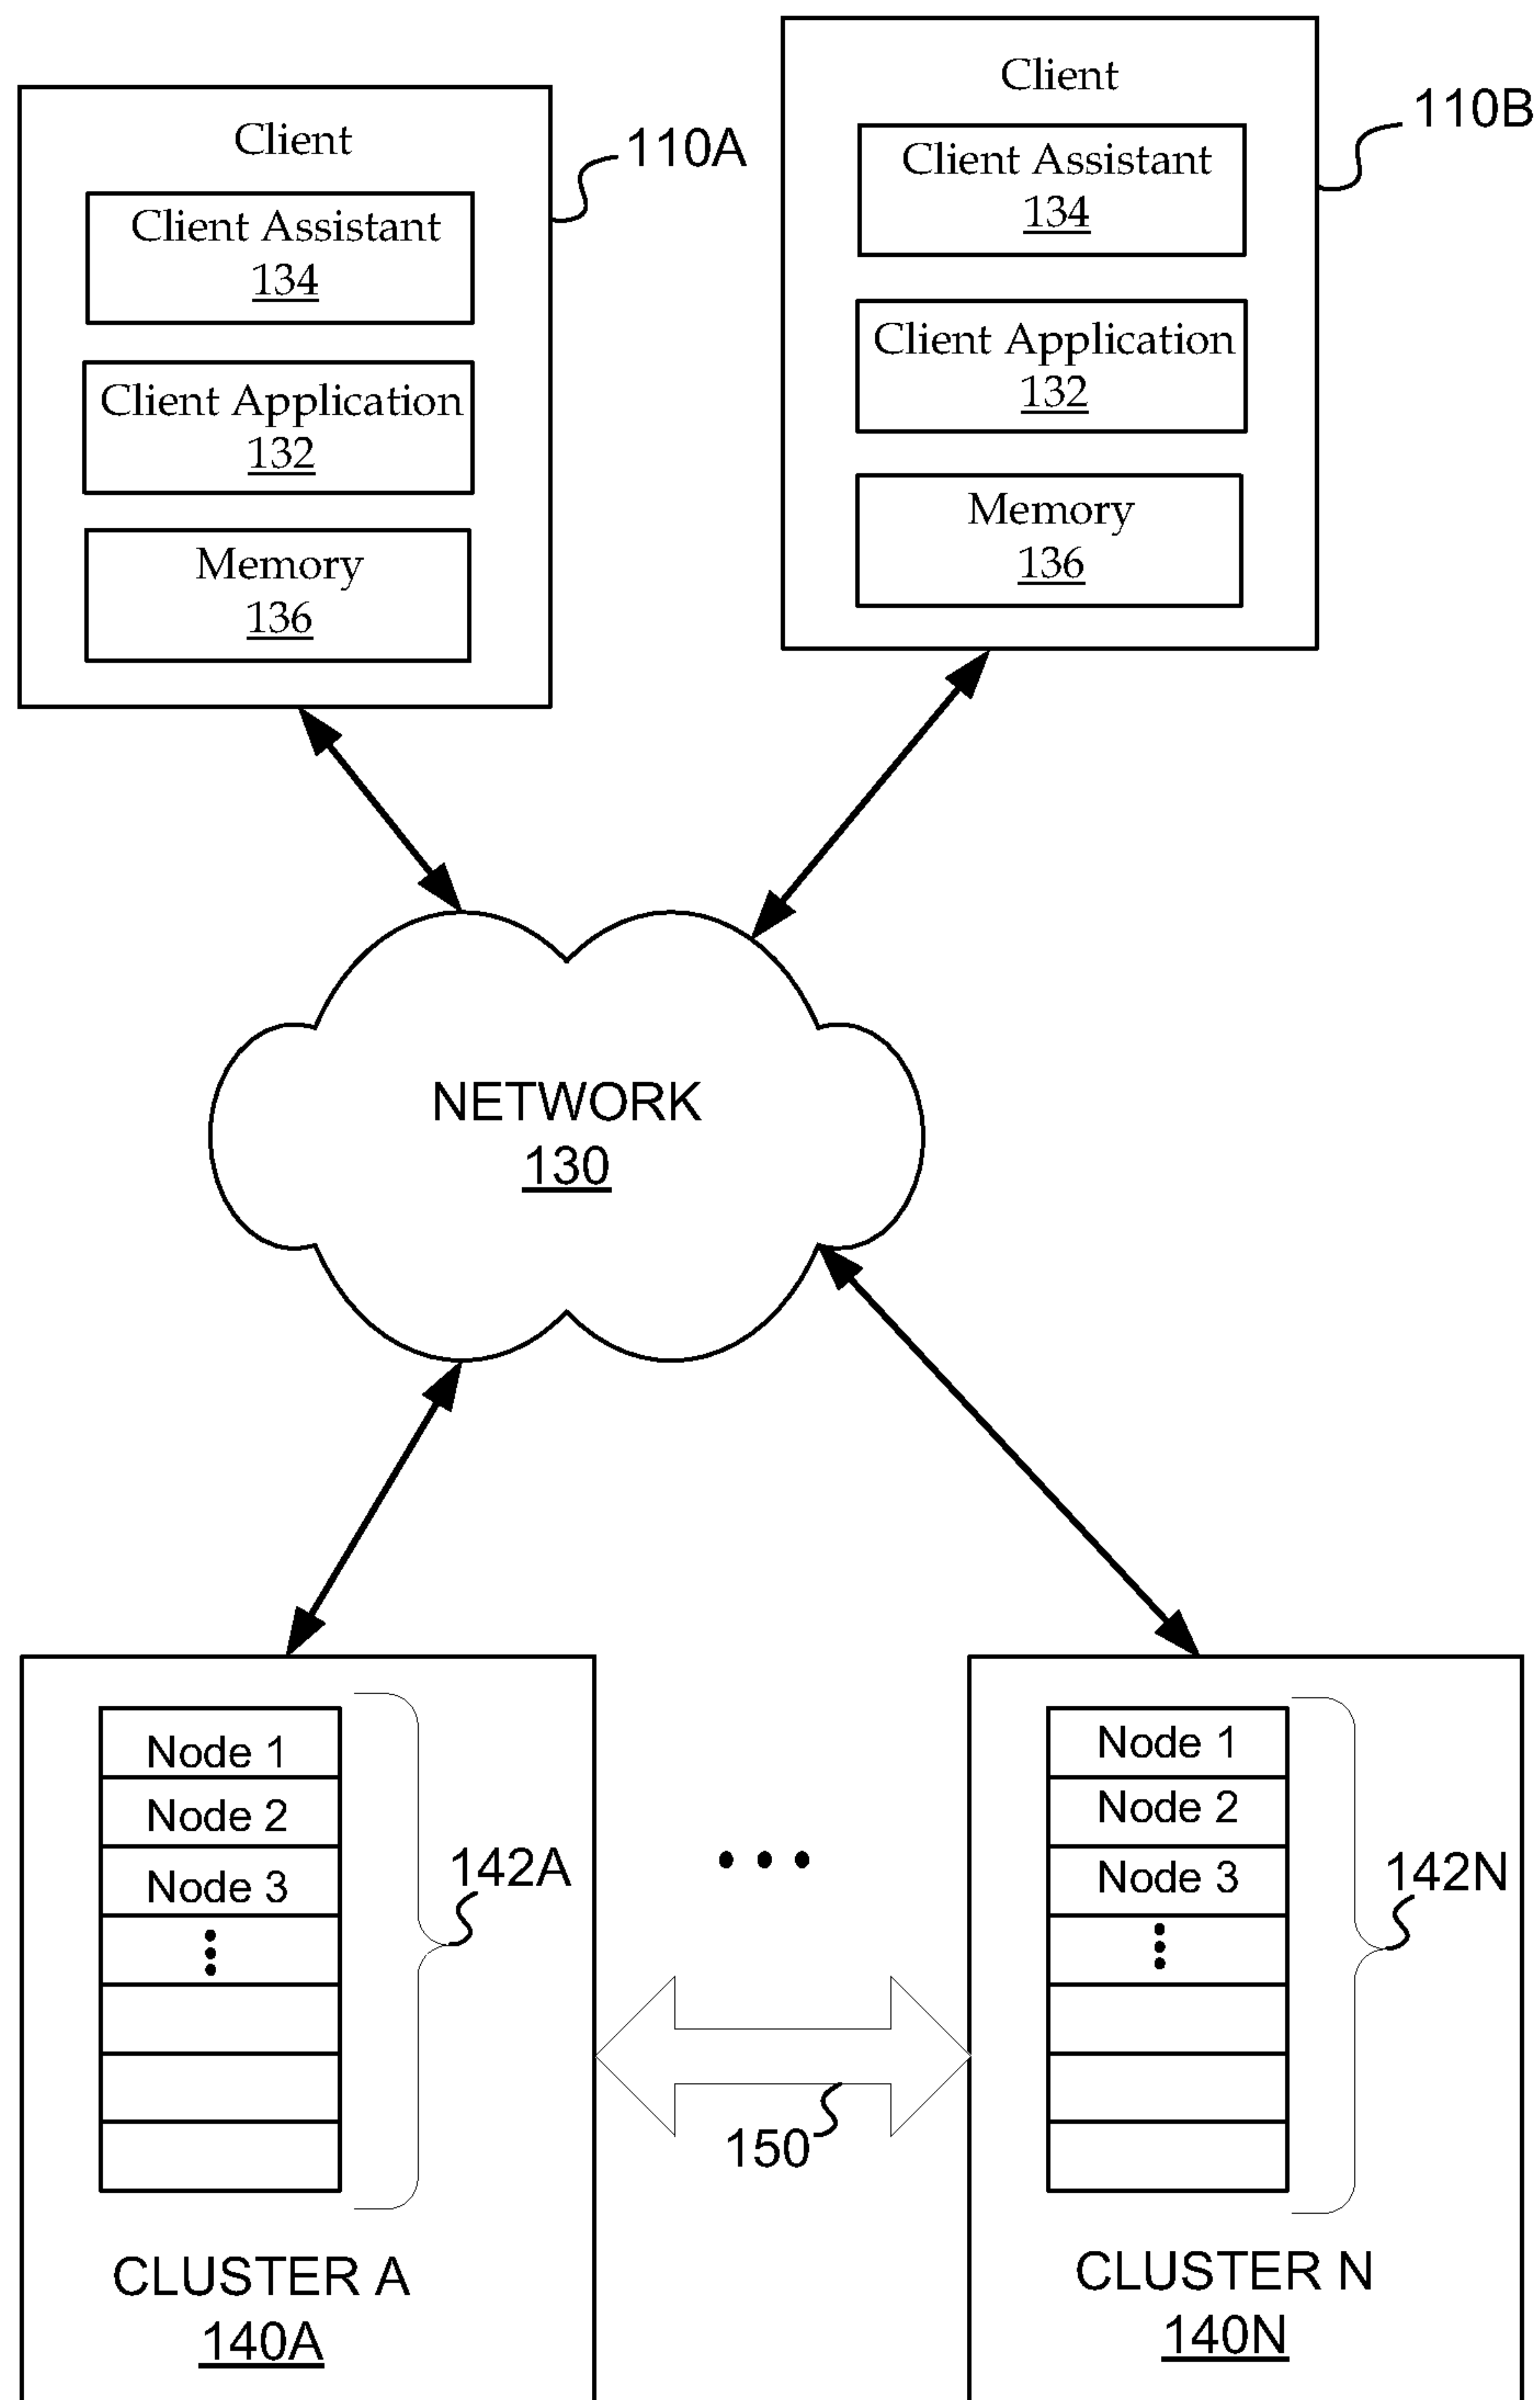 Client
Client Assistant
134
Client Application
132
Memory
136
110A
Client
Client Assistant
134
Client Application
132
Memory
136
110B
NETWORK
130
Node 1
Node 2
Node 3
142A
CLUSTER A
140A
150
Node 1
Node 2
Node 3
142N
CLUSTER N
140N